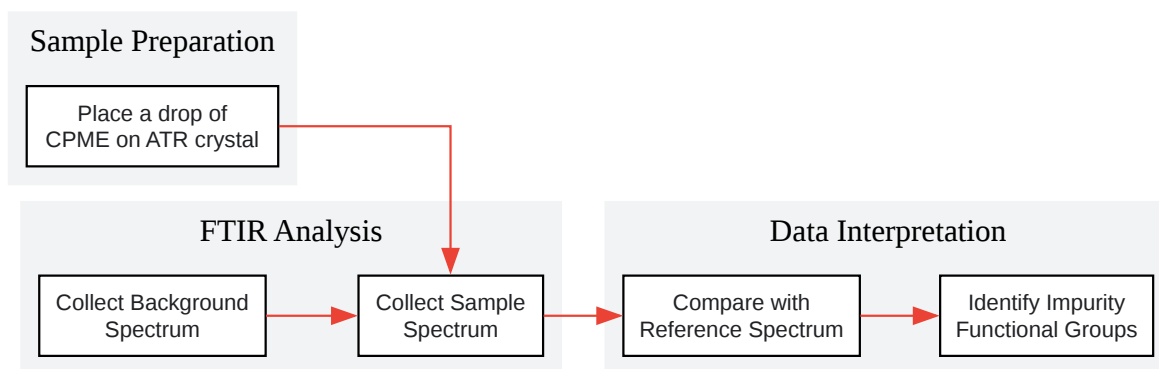 Sample Preparation
Place a drop of
CPME on ATR crystal
FTIR Analysis
Collect Background
Spectrum
Collect Sample
Spectrum
Data Interpretation
Compare with
Reference Spectrum
Identify Impurity
Functional Groups